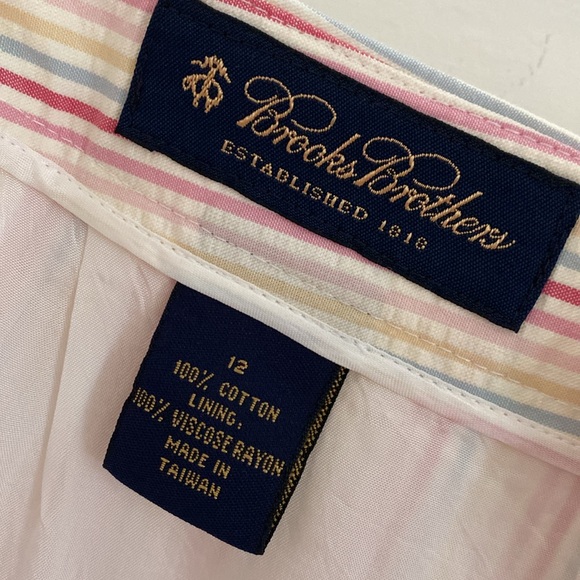 Brooks Brothers
ESTABLISHED 1818
12
100% COTTON
LINING:
100% VISCOSE RAYON
MADE IN
TAIWAN